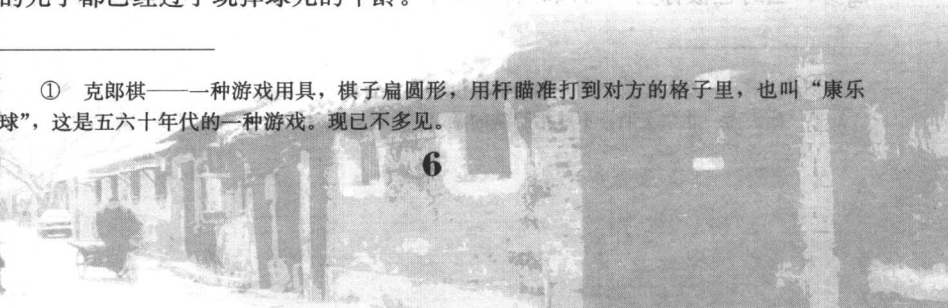 的儿子都已经过了玩弹球儿的年龄。
① 克郎棋——一种游戏用具，棋子扁圆形，用杆瞄准打到对方的格子里，也叫“康乐
球”，这是五六十年代的一种游戏。现已不多见。
6